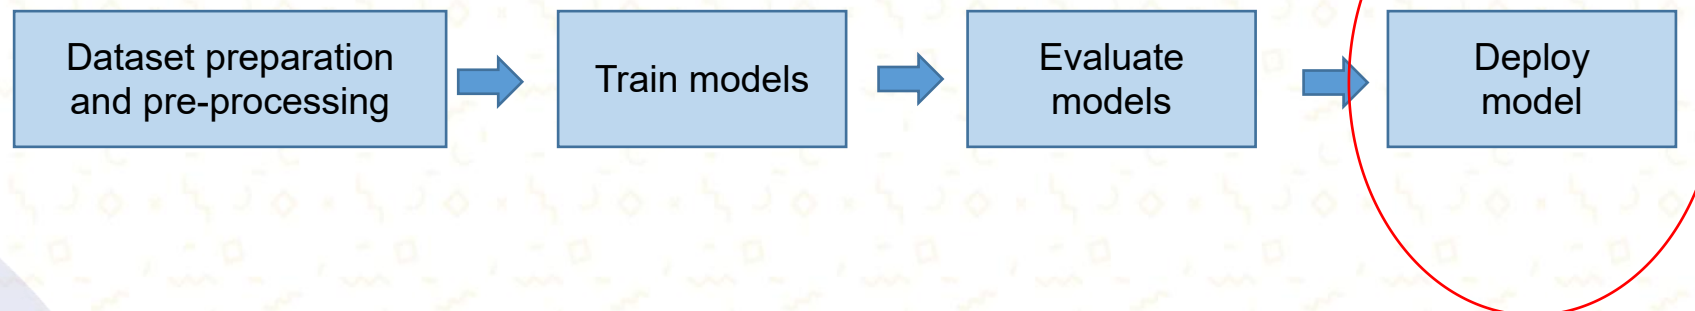 Dataset preparation
and pre-processing
Train models
Evaluate
models
Deploy
model